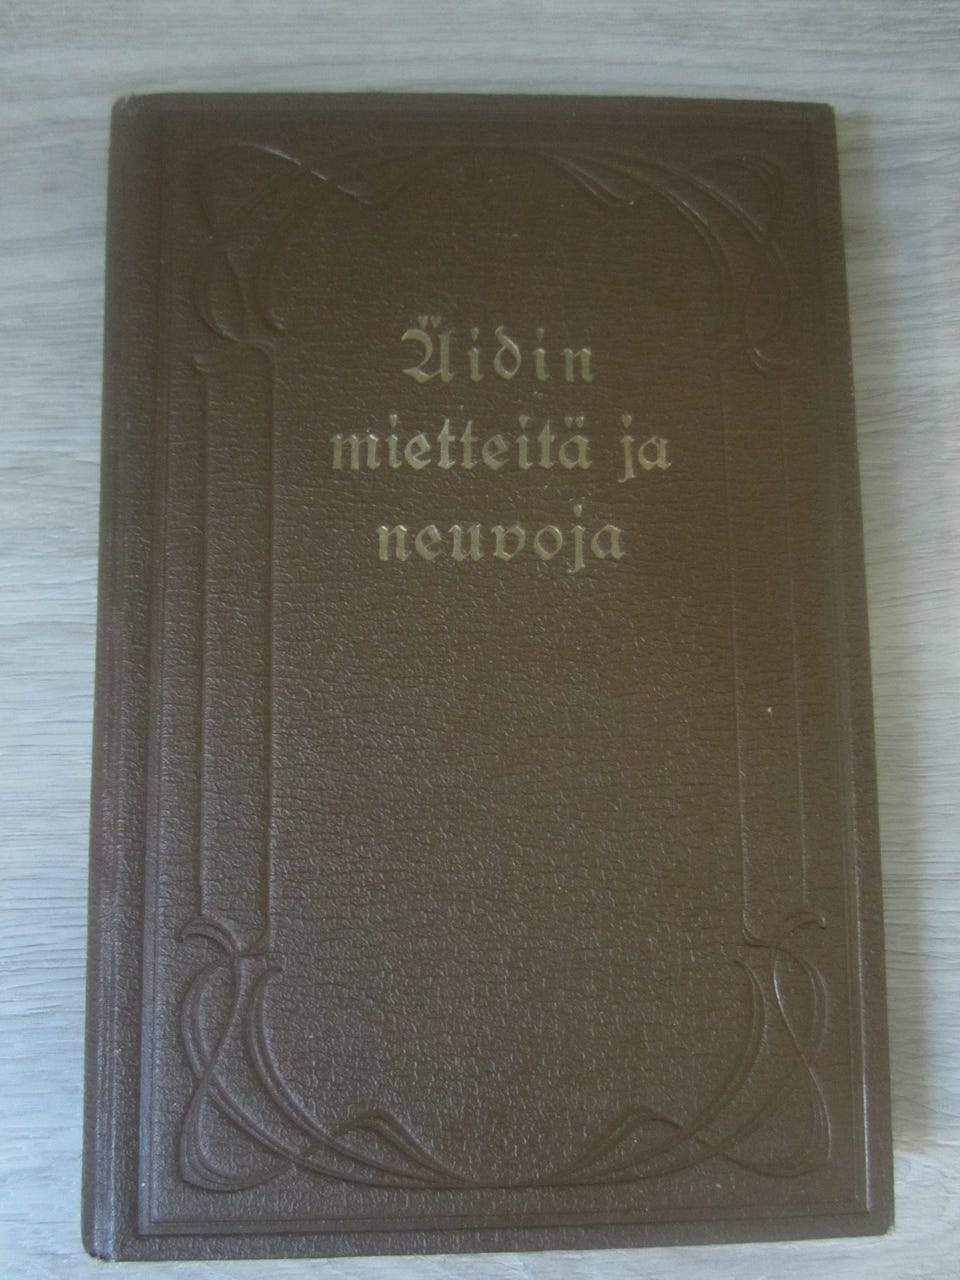 Äidin
mietteitä ja
neuvoja